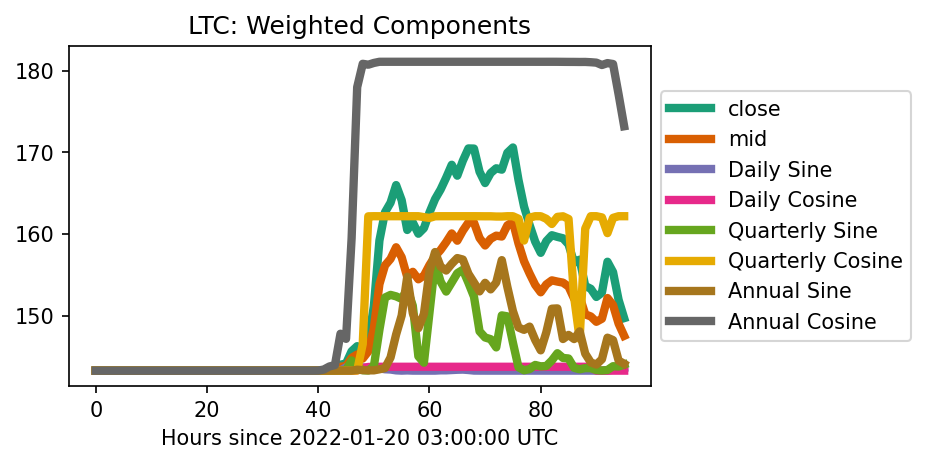 LTC: Weighted Components
180
170
160
150
0 20 40 60 80
Hours since 2022-01-20 03:00:00 UTC
close
mid
Daily Sine
Daily Cosine
Quarterly Sine
Quarterly Cosine
Annual Sine
Annual Cosine